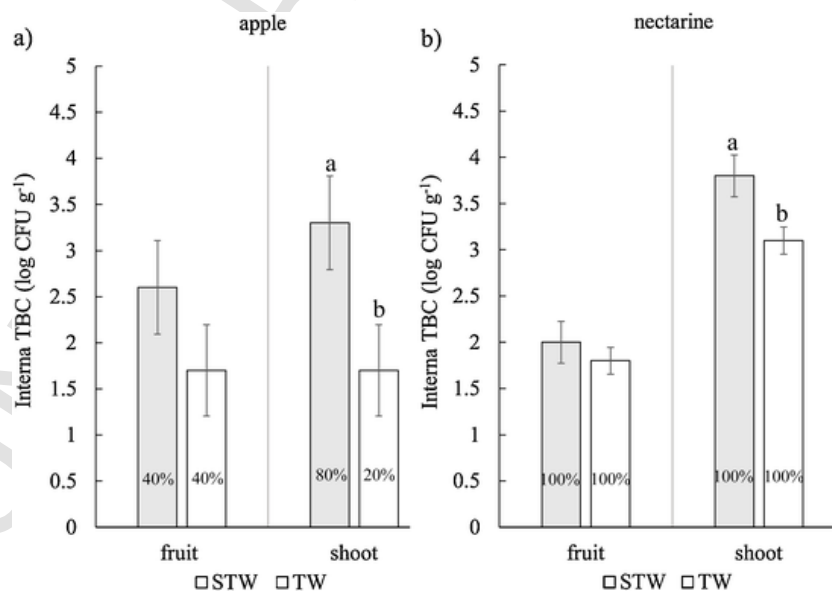 apple
a)
Interna TBC (log CFU g⁻¹)
5
4.5
4
3.5
3
2.5
2
1.5
1
0.5
0
a
b
40%
40%
80%
20%
fruit
shoot
STW TW
nectarine
b)
Interna TBC (log CFU g⁻¹)
5
4.5
4
3.5
3
2.5
2
1.5
1
0.5
0
a
b
100%
100%
100%
100%
fruit
shoot
STW TW